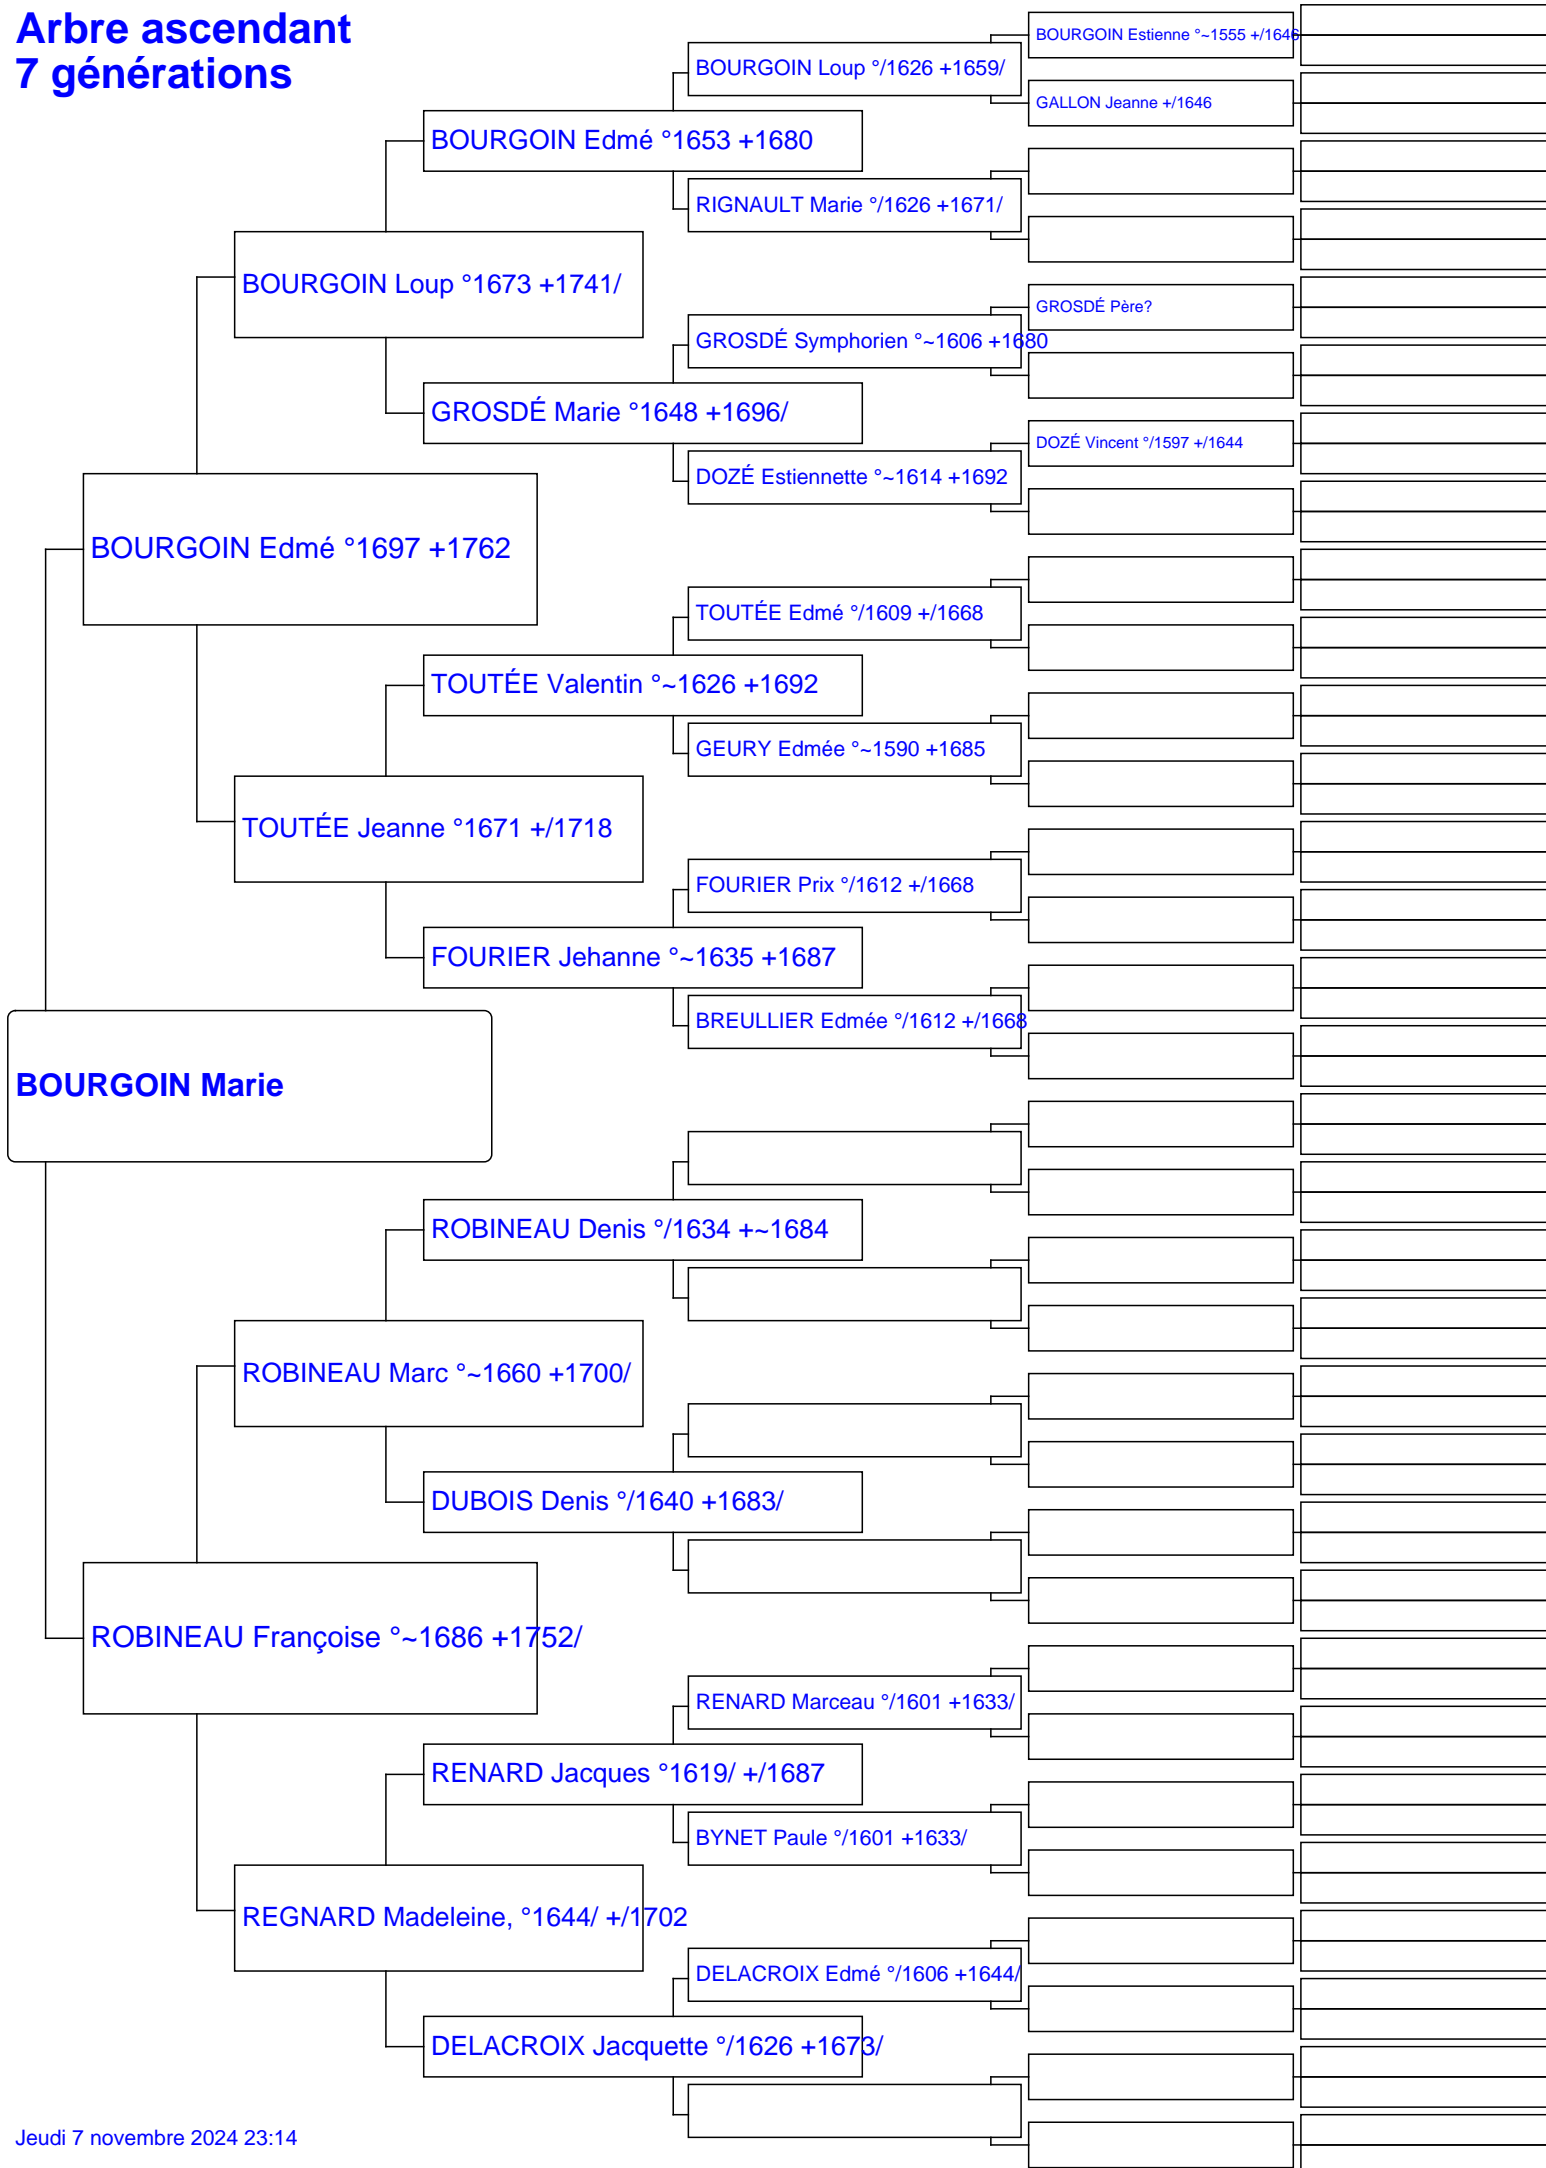 Arbre ascendant
7 générations
BOURGOIN Estienne °~1555 +/1646
BOURGOIN Loup °/1626 +1659/
GALLON Jeanne +/1646
BOURGOIN Edmé °1653 +1680
RIGNAULT Marie °/1626 +1671/
BOURGOIN Loup °1673 +1741/
GROSDÉ Père?
GROSDÉ Symphorien °~1606 +1680
GROSDÉ Marie °1648 +1696/
DOZÉ Vincent °/1597 +/1644
DOZÉ Estiennette °~1614 +1692
BOURGOIN Edmé °1697 +1762
TOUTÉE Edmé °/1609 +/1668
TOUTÉE Valentin °~1626 +1692
GEURY Edmée °~1590 +1685
TOUTÉE Jeanne °1671 +/1718
FOURIER Prix °/1612 +/1668
FOURIER Jehanne °~1635 +1687
BREULLIER Edmée °/1612 +/1668
BOURGOIN Marie
ROBINEAU Denis °/1634 +~1684
ROBINEAU Marc °~1660 +1700/
DUBOIS Denis °/1640 +1683/
ROBINEAU Françoise °~1686 +1752/
RENARD Marceau °/1601 +1633/
RENARD Jacques °1619/ +/1687
BYNET Paule °/1601 +1633/
REGNARD Madeleine, °1644/ +/1702
DELACROIX Edmé °/1606 +1644/
DELACROIX Jacquette °/1626 +1673/
Jeudi 7 novembre 2024 23:14